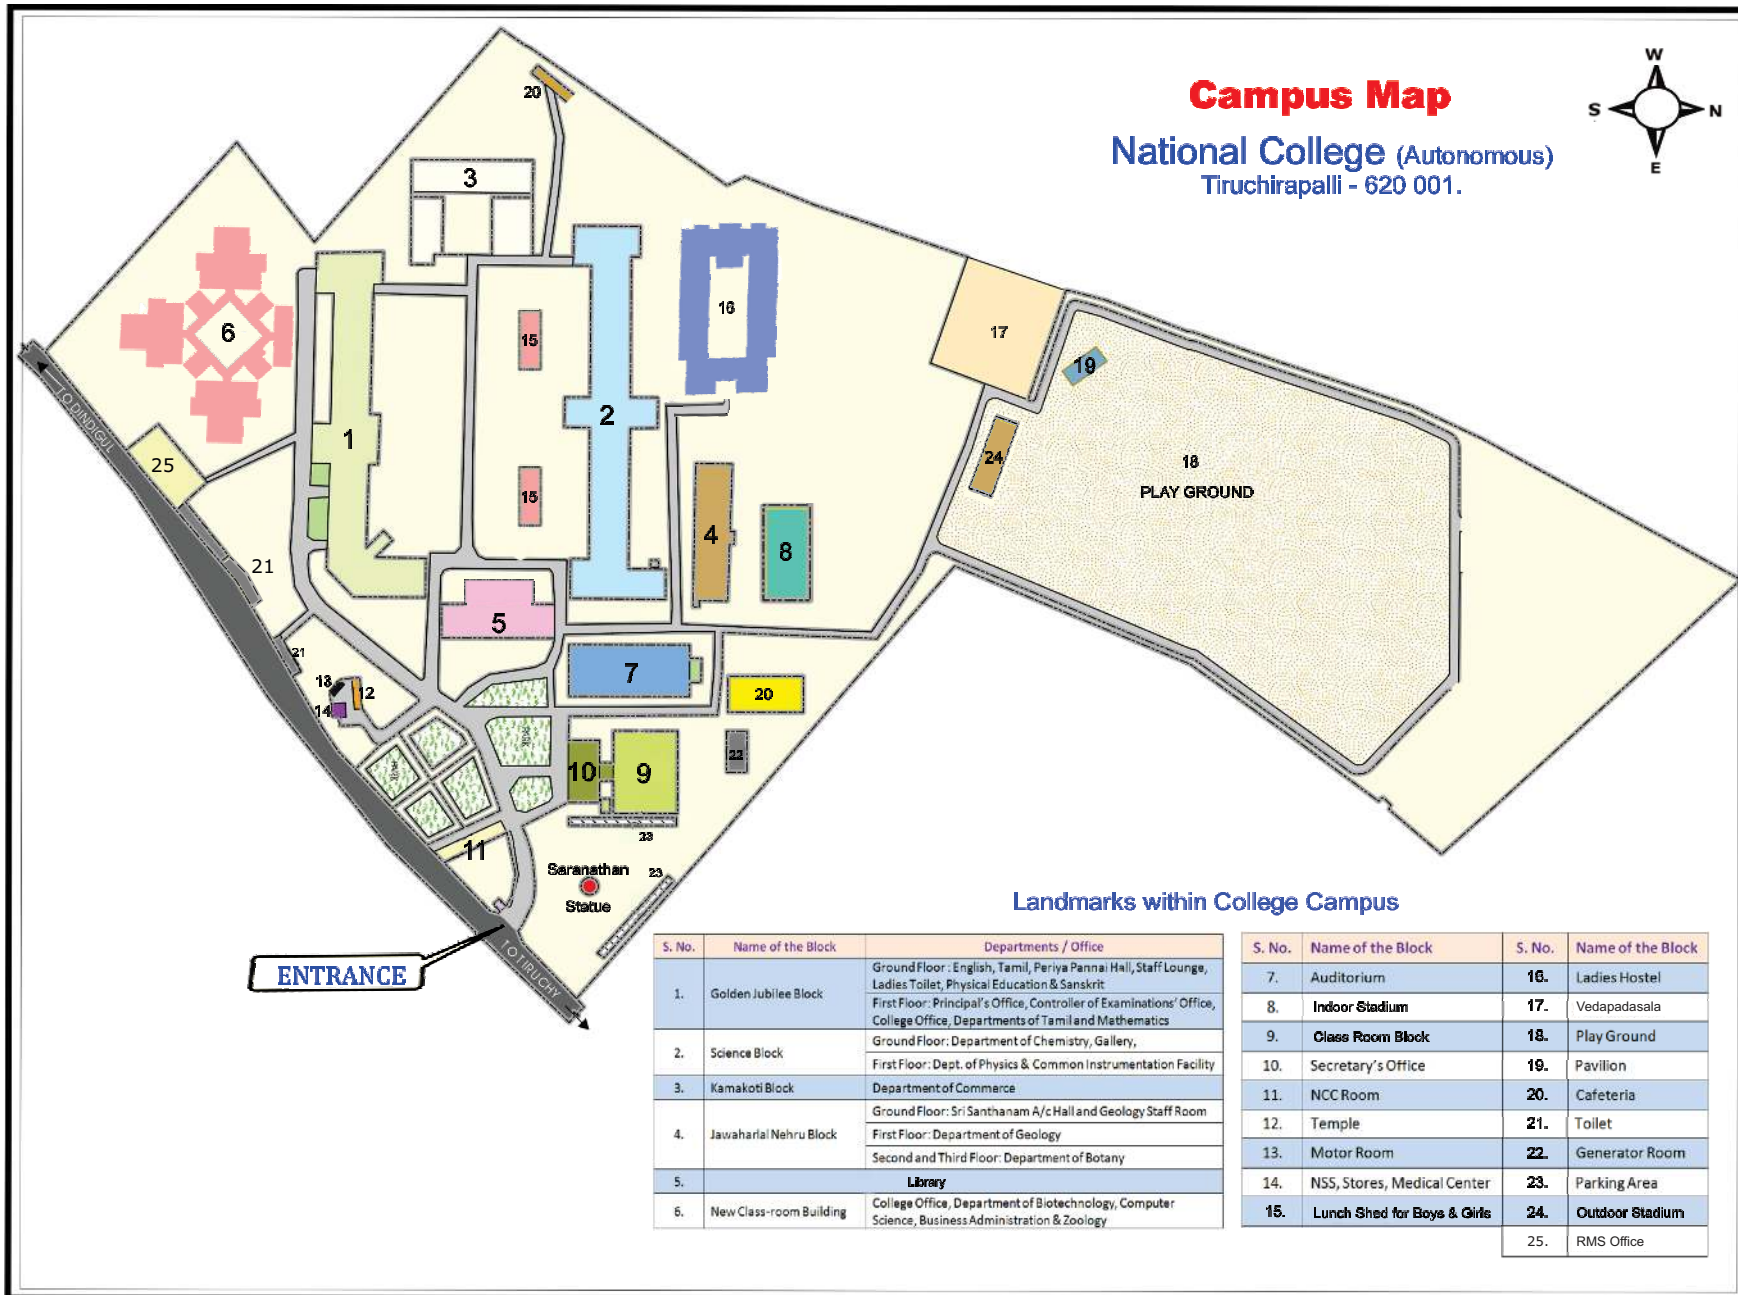 Campus Map
National College (Autonomous)
Tiruchirapalli - 620 001.
W
S
N
E
20
3
6
15
2
16
17
19
1
24
18
PLAY GROUND
TO DINDIGUL
25
15
4
8
21
5
21
7
13
12
14
20
PARK
PARK
22
10
9
11
23
Saranathan
Statue
23
ENTRANCE
TO TIRUCHY
Landmarks within College Campus
S. No. Name of the Block Departments / Office
1. Golden Jubilee Block
Ground Floor : English, Tamil, Periya Pannai Hall, Staff Lounge,
Ladies Toilet, Physical Education & Sanskrit
First Floor: Principal's Office, Controller of Examinations' Office,
College Office, Departments of Tamil and Mathematics
2. Science Block
Ground Floor: Department of Chemistry, Gallery,
First Floor: Dept. of Physics & Common Instrumentation Facility
3. Kamakoti Block Department of Commerce
4. Jawaharlal Nehru Block
Ground Floor: Sri Santhanam A/c Hall and Geology Staff Room
First Floor: Department of Geology
Second and Third Floor: Department of Botany
5. Library
6. New Class-room Building
College Office, Department of Biotechnology, Computer
Science, Business Administration & Zoology
S. No. Name of the Block S. No. Name of the Block
7. Auditorium 16. Ladies Hostel
8. Indoor Stadium 17. Vedapadasala
9. Class Room Block 18. Play Ground
10. Secretary's Office 19. Pavilion
11. NCC Room 20. Cafeteria
12. Temple 21. Toilet
13. Motor Room 22. Generator Room
14. NSS, Stores, Medical Center 23. Parking Area
15. Lunch Shed for Boys & Girls 24. Outdoor Stadium
25. RMS Office